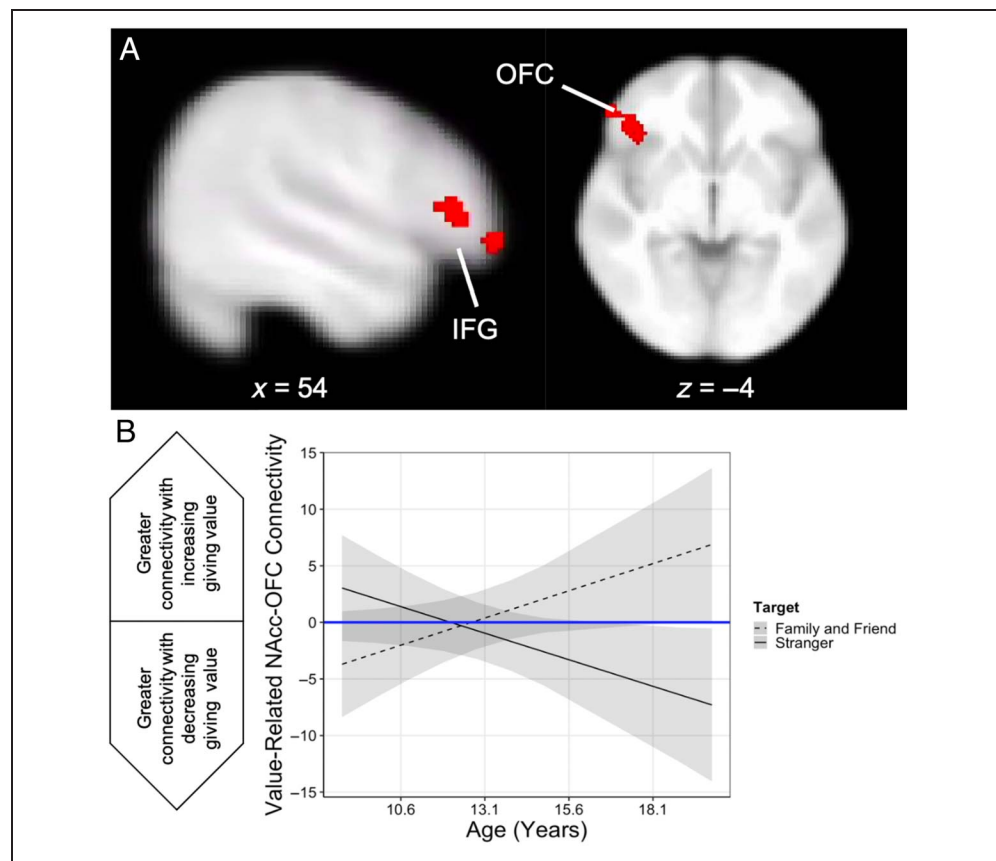 A
OFC
IFG
x = 54
z = –4
B
Greater
connectivity with
increasing
giving value
Greater
connectivity with
decreasing
giving value
Value-Related NAcc-OFC Connectivity
15
10
5
0
−5
−10
−15
10.6
13.1
15.6
18.1
Age (Years)
Target
Family and Friend
Stranger